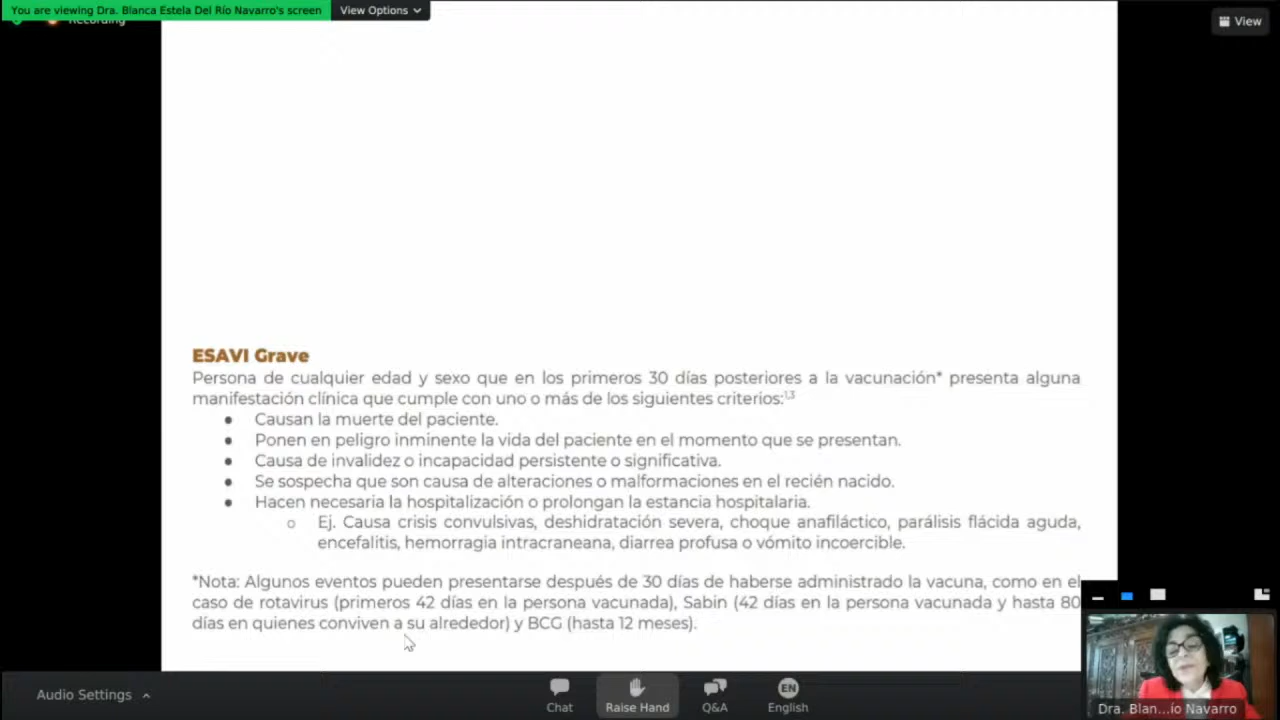 You are viewing Dra. Blanca Estela Del Río Navarro's screen View Options
Recording
View
ESAVI Grave
Persona de cualquier edad y sexo que en los primeros 30 días posteriores a la vacunación* presenta alguna
manifestación clínica que cumple con uno o más de los siguientes criterios:1,3
● Causan la muerte del paciente.
● Ponen en peligro inminente la vida del paciente en el momento que se presentan.
● Causa de invalidez o incapacidad persistente o significativa.
● Se sospecha que son causa de alteraciones o malformaciones en el recién nacido.
● Hacen necesaria la hospitalización o prolongan la estancia hospitalaria.
○ Ej. Causa crisis convulsivas, deshidratación severa, choque anafiláctico, parálisis flácida aguda,
encefalitis, hemorragia intracraneana, diarrea profusa o vómito incoercible.
*Nota: Algunos eventos pueden presentarse después de 30 días de haberse administrado la vacuna, como en el
caso de rotavirus (primeros 42 días en la persona vacunada), Sabin (42 días en la persona vacunada y hasta 80
días en quienes conviven a su alrededor) y BCG (hasta 12 meses).
Audio Settings
Chat
Raise Hand
Q&A
EN
English
Dra. Blan...ío Navarro